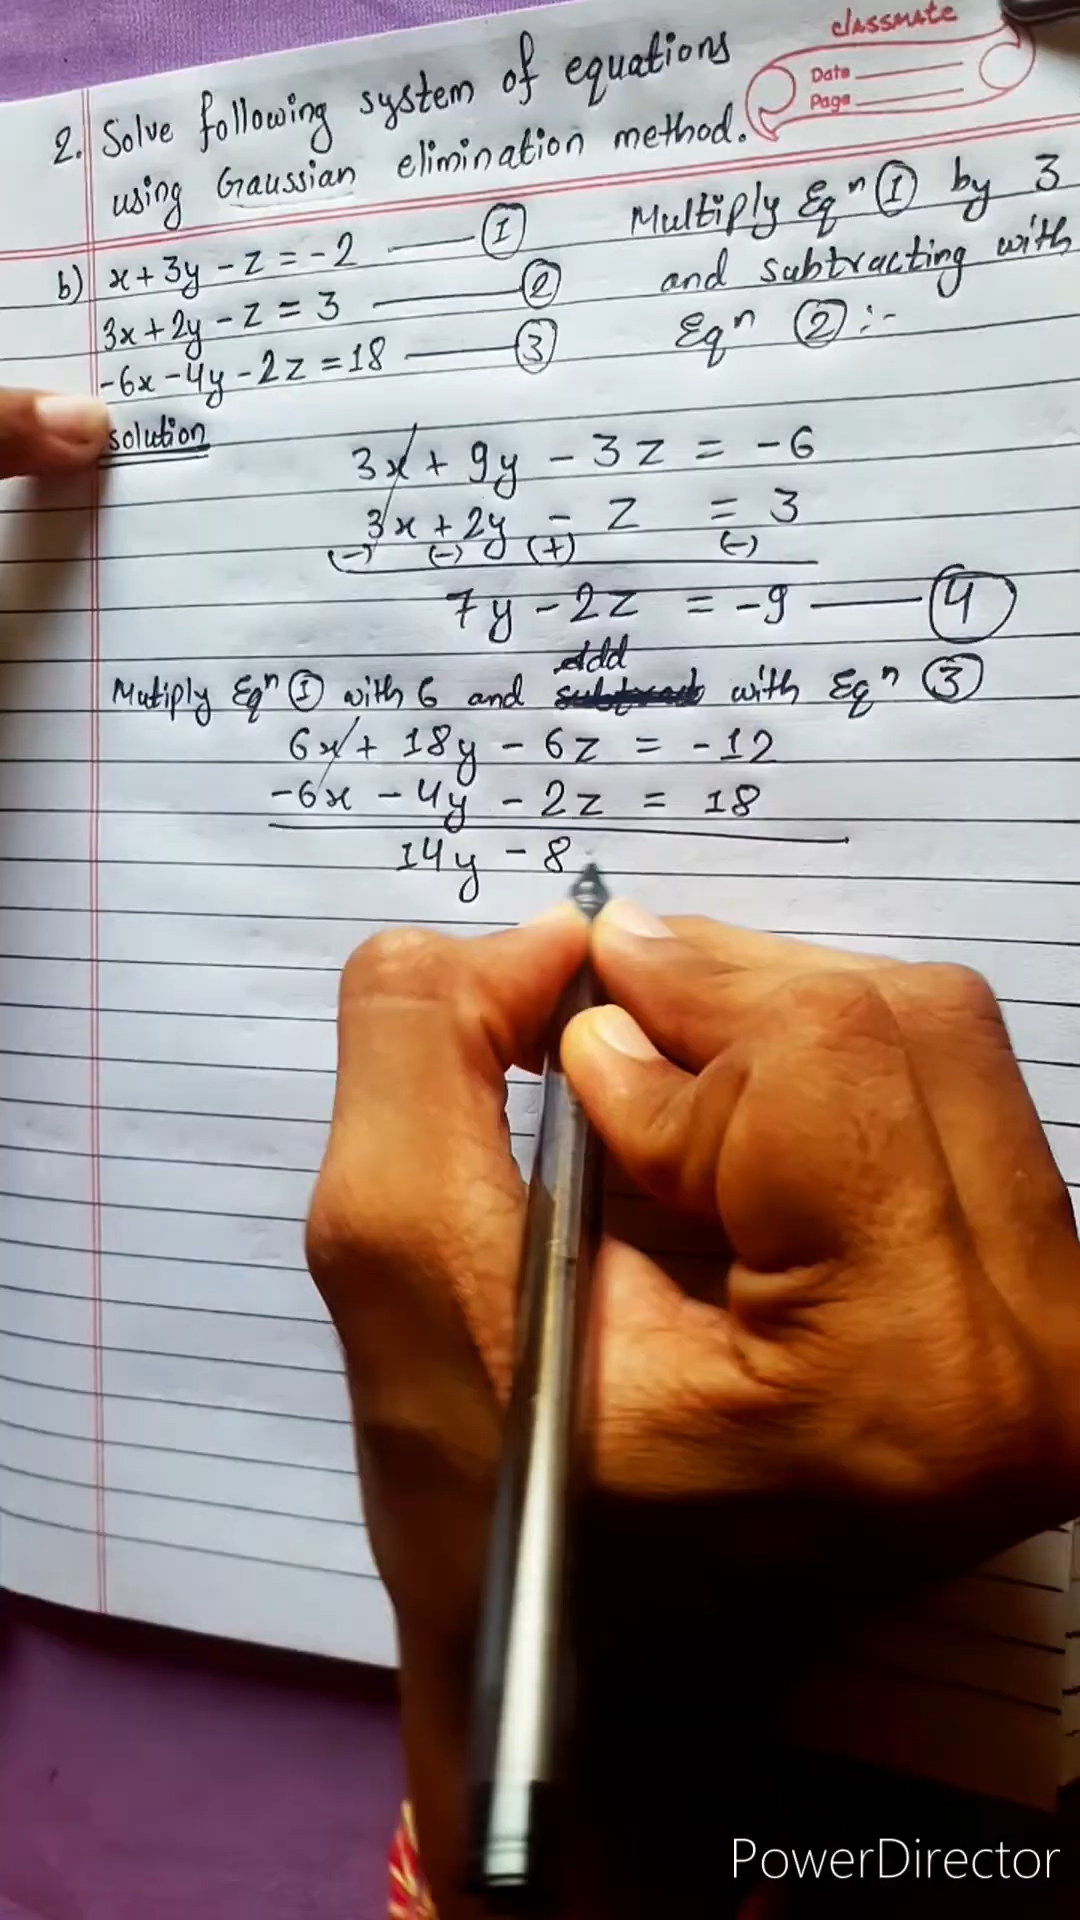 classmate
Date
Page
2. Solve following system of equations
using Gaussian elimination method.
b) x + 3y - z = -2 —— ①
3x + 2y - z = 3 —— ②
-6x - 4y - 2z = 18 —— ③
Multiply Eqⁿ ① by 3
and subtracting with
Eqⁿ ② :-
solution
3x + 9y - 3z = -6
3x + 2y - z = 3
(-) (-) (+) (-)
7y - 2z = -9 —— ④
add
Mutiply Eqⁿ ① with 6 and with Eqⁿ ③
6x + 18y - 6z = -12
-6x - 4y - 2z = 18
14y - 8
PowerDirector